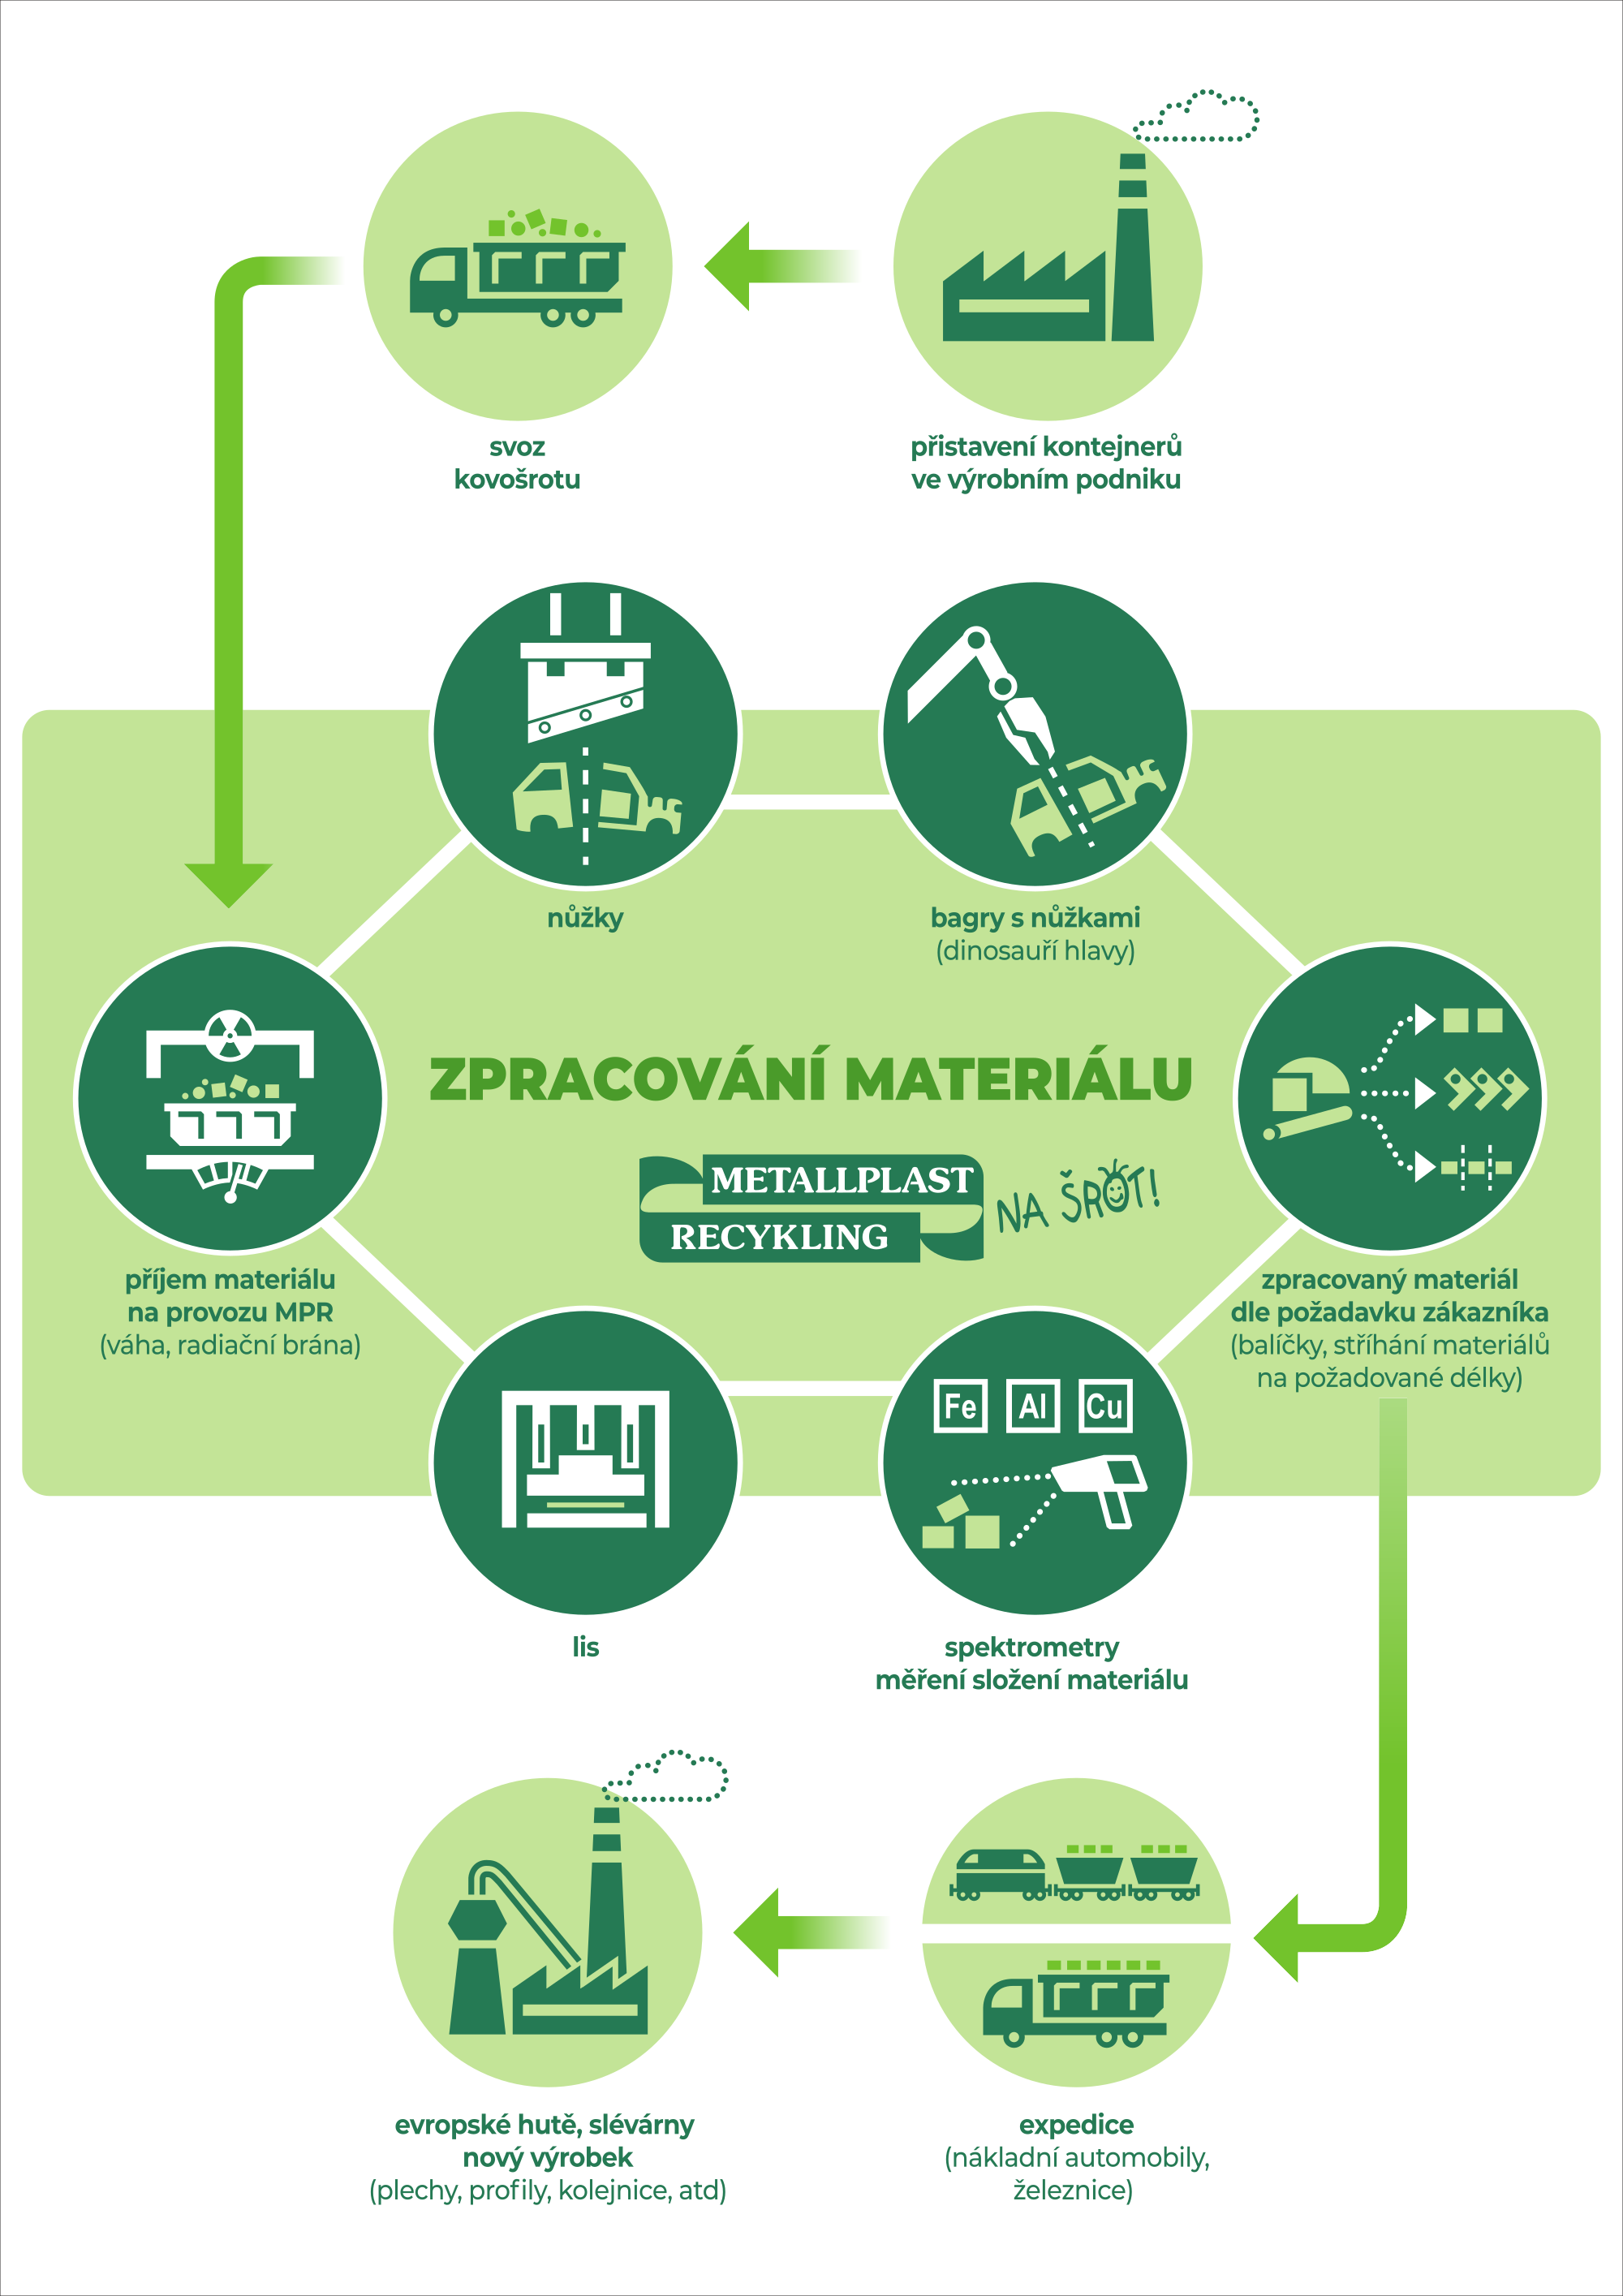 svoz
kovošrotu
přistavení kontejnerů
ve výrobním podniku
nůžky
bagry s nůžkami
(dinosauří hlavy)
ZPRACOVÁNÍ MATERIÁLU
METALLPLAST
RECYKLING
NA ŠROT!
příjem materiálu
na provozu MPR
(váha, radiační brána)
zpracovaný materiál
dle požadavku zákazníka
(balíčky, stříhání materiálů
na požadované délky)
Fe Al Cu
lis
spektrometry
měření složení materiálu
evropské hutě, slévárny
nový výrobek
(plechy, profily, kolejnice, atd)
expedice
(nákladní automobily,
železnice)